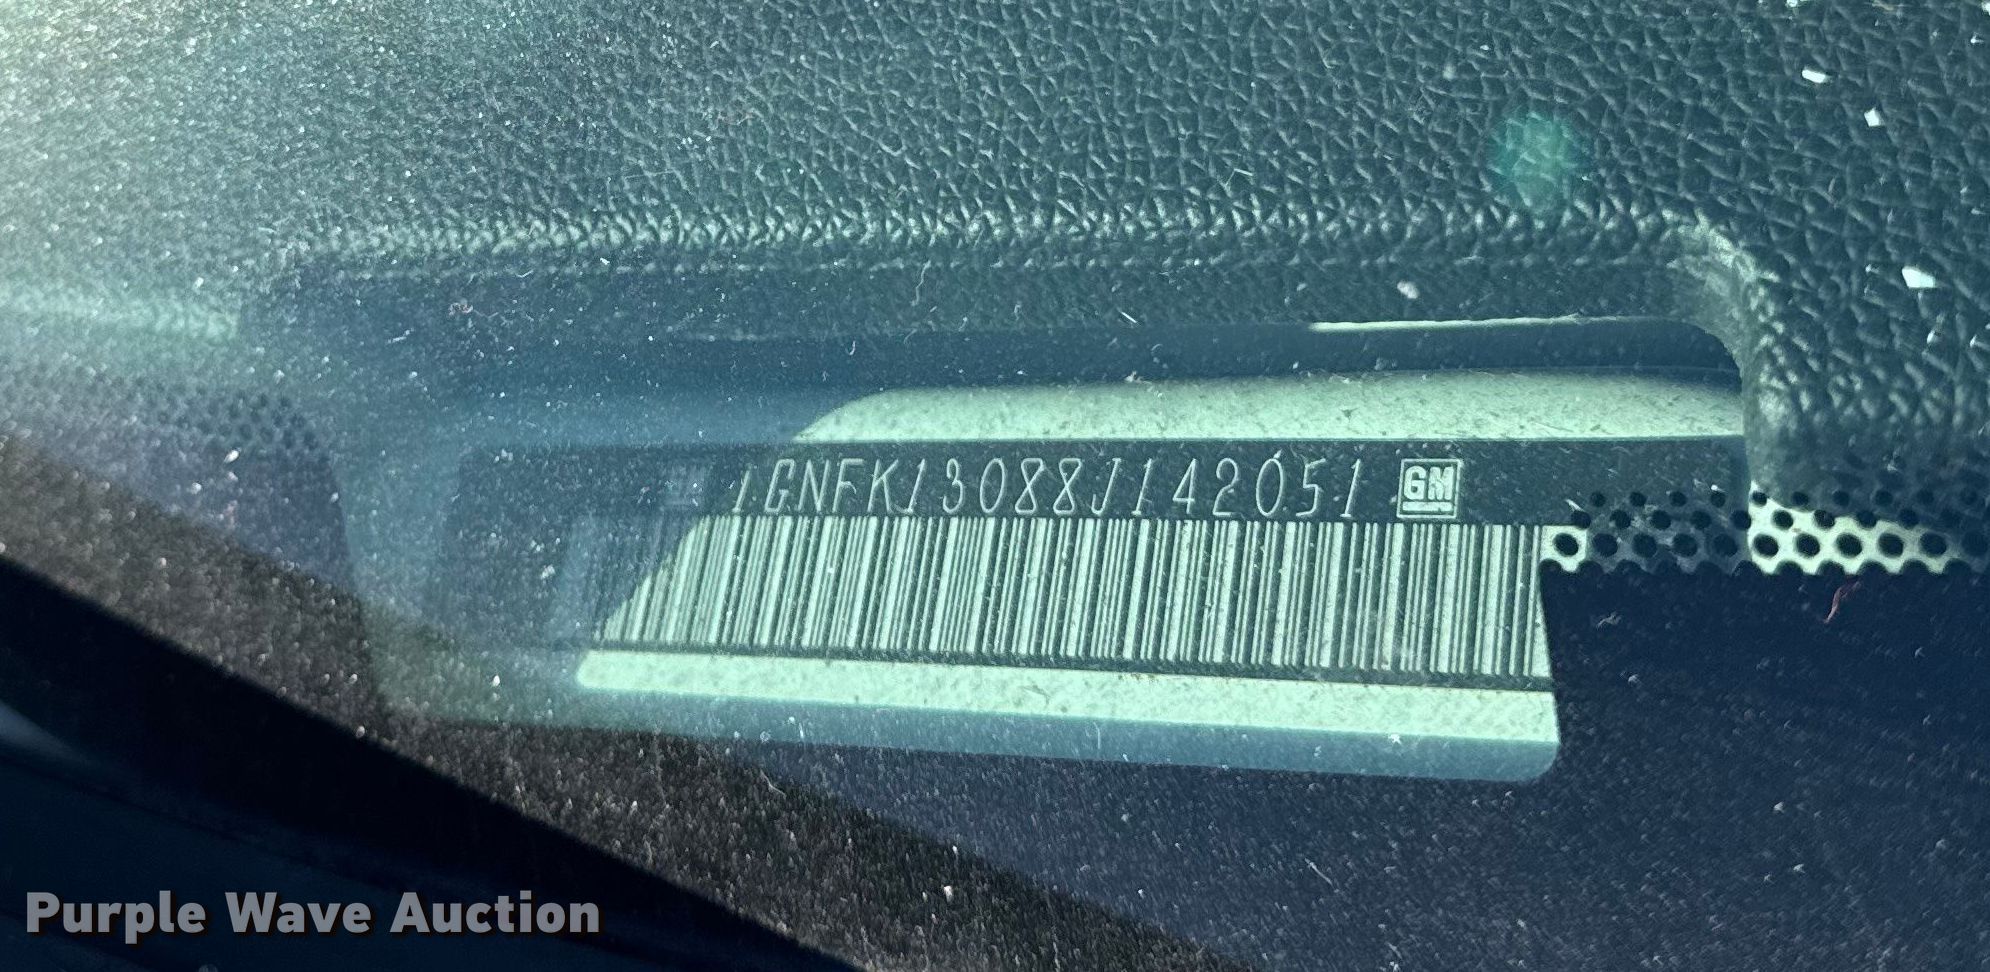 1GNFK13088J142051 GM
Purple Wave Auction